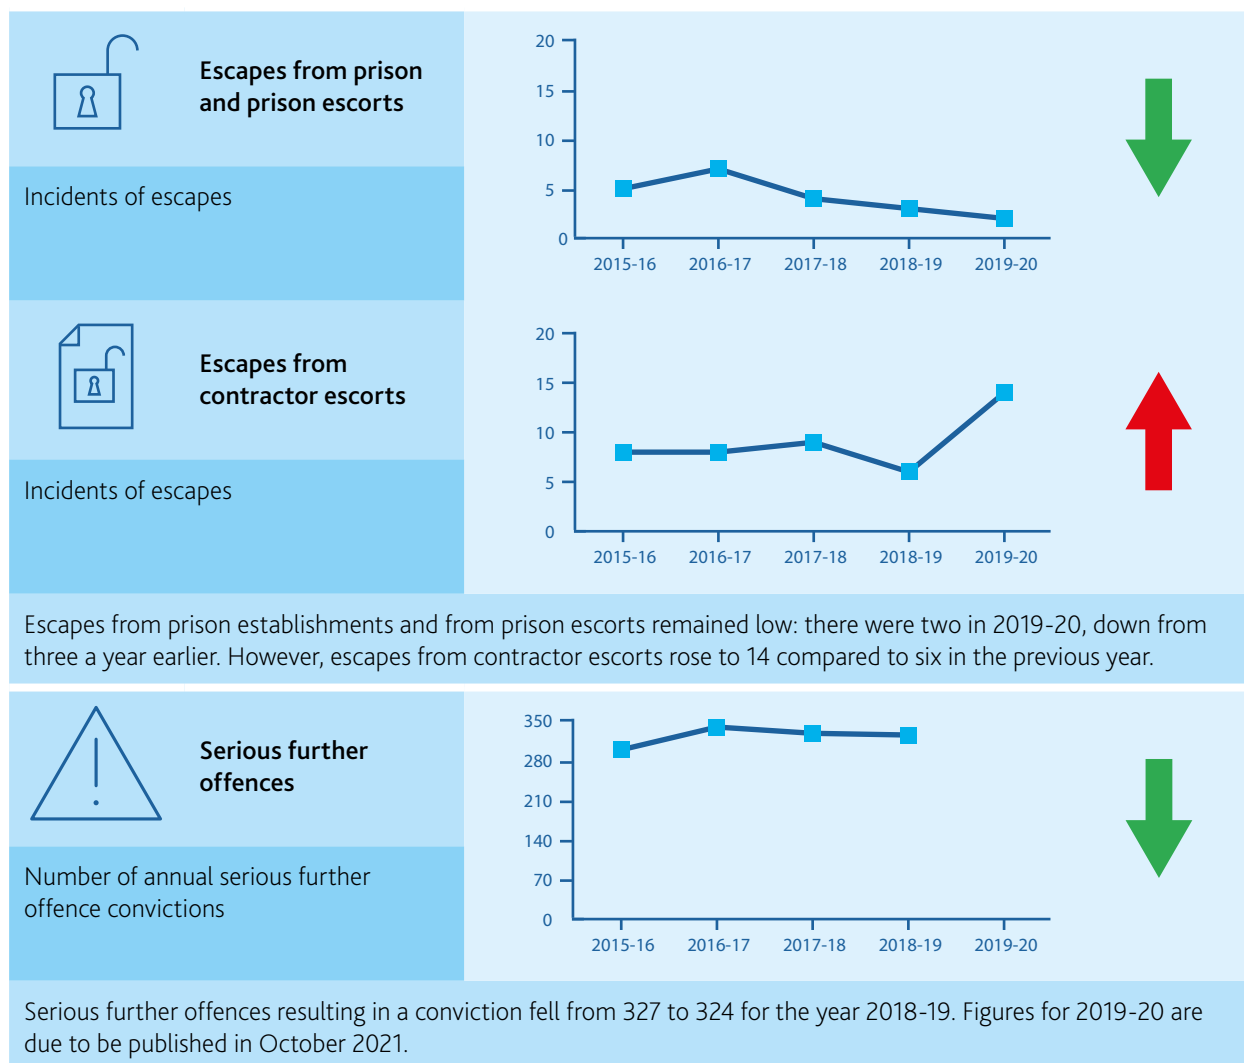 Escapes from prison
and prison escorts
Incidents of escapes
20
15
10
5
0
2015-16 2016-17 2017-18 2018-19 2019-20
Escapes from
contractor escorts
Incidents of escapes
20
15
10
5
0
2015-16 2016-17 2017-18 2018-19 2019-20
Escapes from prison establishments and from prison escorts remained low: there were two in 2019-20, down from
three a year earlier. However, escapes from contractor escorts rose to 14 compared to six in the previous year.
Serious further
offences
Number of annual serious further
offence convictions
350
280
210
140
70
0
2015-16 2016-17 2017-18 2018-19 2019-20
Serious further offences resulting in a conviction fell from 327 to 324 for the year 2018-19. Figures for 2019-20 are
due to be published in October 2021.